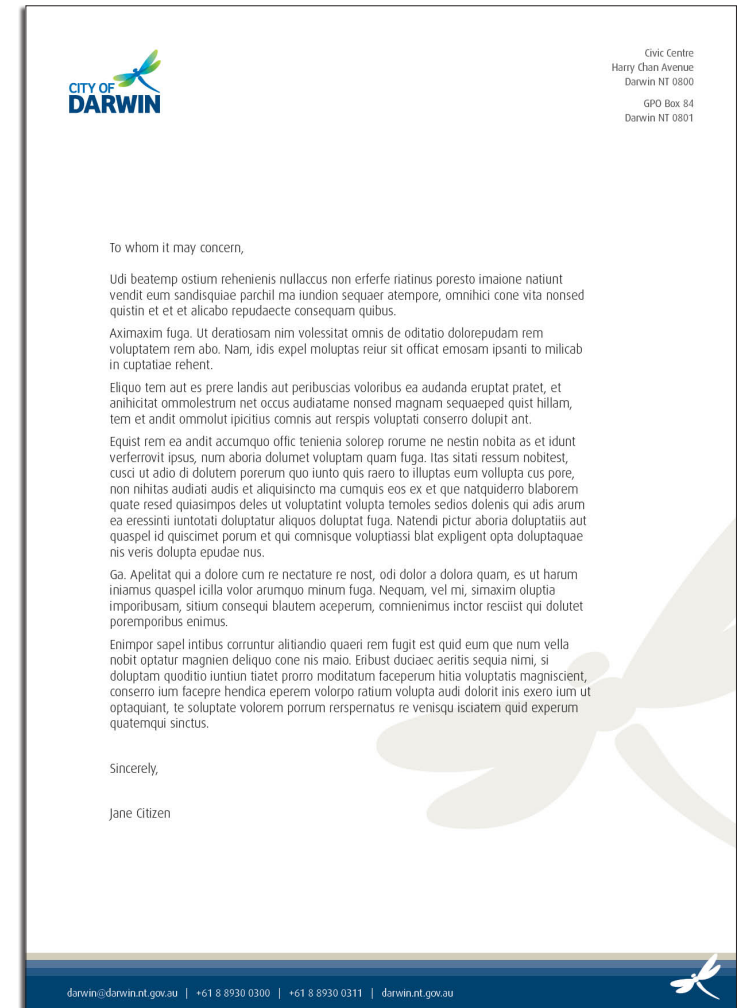 CITY OF
DARWIN
Civic Centre
Harry Chan Avenue
Darwin NT 0800
GPO Box 84
Darwin NT 0801
To whom it may concern,
Udi beatemp ostium rehenienis nullaccus non erferfe riatinus poresto imaione natiunt
vendit eum sandisquiae parchil ma iundion sequaer atempore, omnihici cone vita nonsed
quistin et et et alicabo repudaecte consequam quibus.
Aximaxim fuga. Ut deratiosam nim volessitat omnis de oditatio dolorepudam rem
voluptatem rem abo. Nam, idis expel moluptas reiur sit officat emosam ipsanti to milicab
in cuptatiae rehent.
Eliquo tem aut es prere landis aut peribuscias voloribus ea audanda eruptat pratet, et
anihicitat ommolestrum net occus audiatame nonsed magnam sequaeped quist hillam,
tem et andit ommolut ipicitius comnis aut rerspis voluptati conserro dolupit ant.
Equist rem ea andit accumquo offic tenienia solorep rorume ne nestin nobita as et idunt
verferrovit ipsus, num aboria dolumet voluptam quam fuga. Itas sitati ressum nobitest,
cusci ut adio di dolutem porerum quo iunto quis raero to illuptas eum vollupta cus pore,
non nihitas audiati audis et aliquisincto ma cumquis eos ex et que natquiderro blaborem
quate resed quiasimpos deles ut voluptatint volupta temoles sedios dolenis qui adis arum
ea eressinti iuntotati doluptatur aliquos doluptat fuga. Natendi pictur aboria doluptatiis aut
quaspel id quiscimet porum et qui comnisque voluptiassi blat expligent opta doluptaquae
nis veris dolupta epudae nus.
Ga. Apelitat qui a dolore cum re nectature re nost, odi dolor a dolora quam, es ut harum
iniamus quaspel icilla volor arumquo minum fuga. Nequam, vel mi, simaxim oluptia
imporibusam, sitium consequi blautem aceperum, comnienimus inctor resciist qui dolutet
poremporibus enimus.
Enimpor sapel intibus corruntur alitiandio quaeri rem fugit est quid eum que num vella
nobit optatur magnien deliquo cone nis maio. Eribust duciaec aeritis sequia nimi, si
doluptam quoditio iuntiun tiatet prorro moditatum faceperum hitia voluptatis magniscient,
conserro ium facepre hendica eperem volorpo ratium volupta audi dolorit inis exero ium ut
optaquiant, te soluptate volorem porrum rerspernatus re venisqu isciatem quid experum
quatemqui sinctus.
Sincerely,
Jane Citizen
darwin@darwin.nt.gov.au | +61 8 8930 0300 | +61 8 8930 0311 | darwin.nt.gov.au